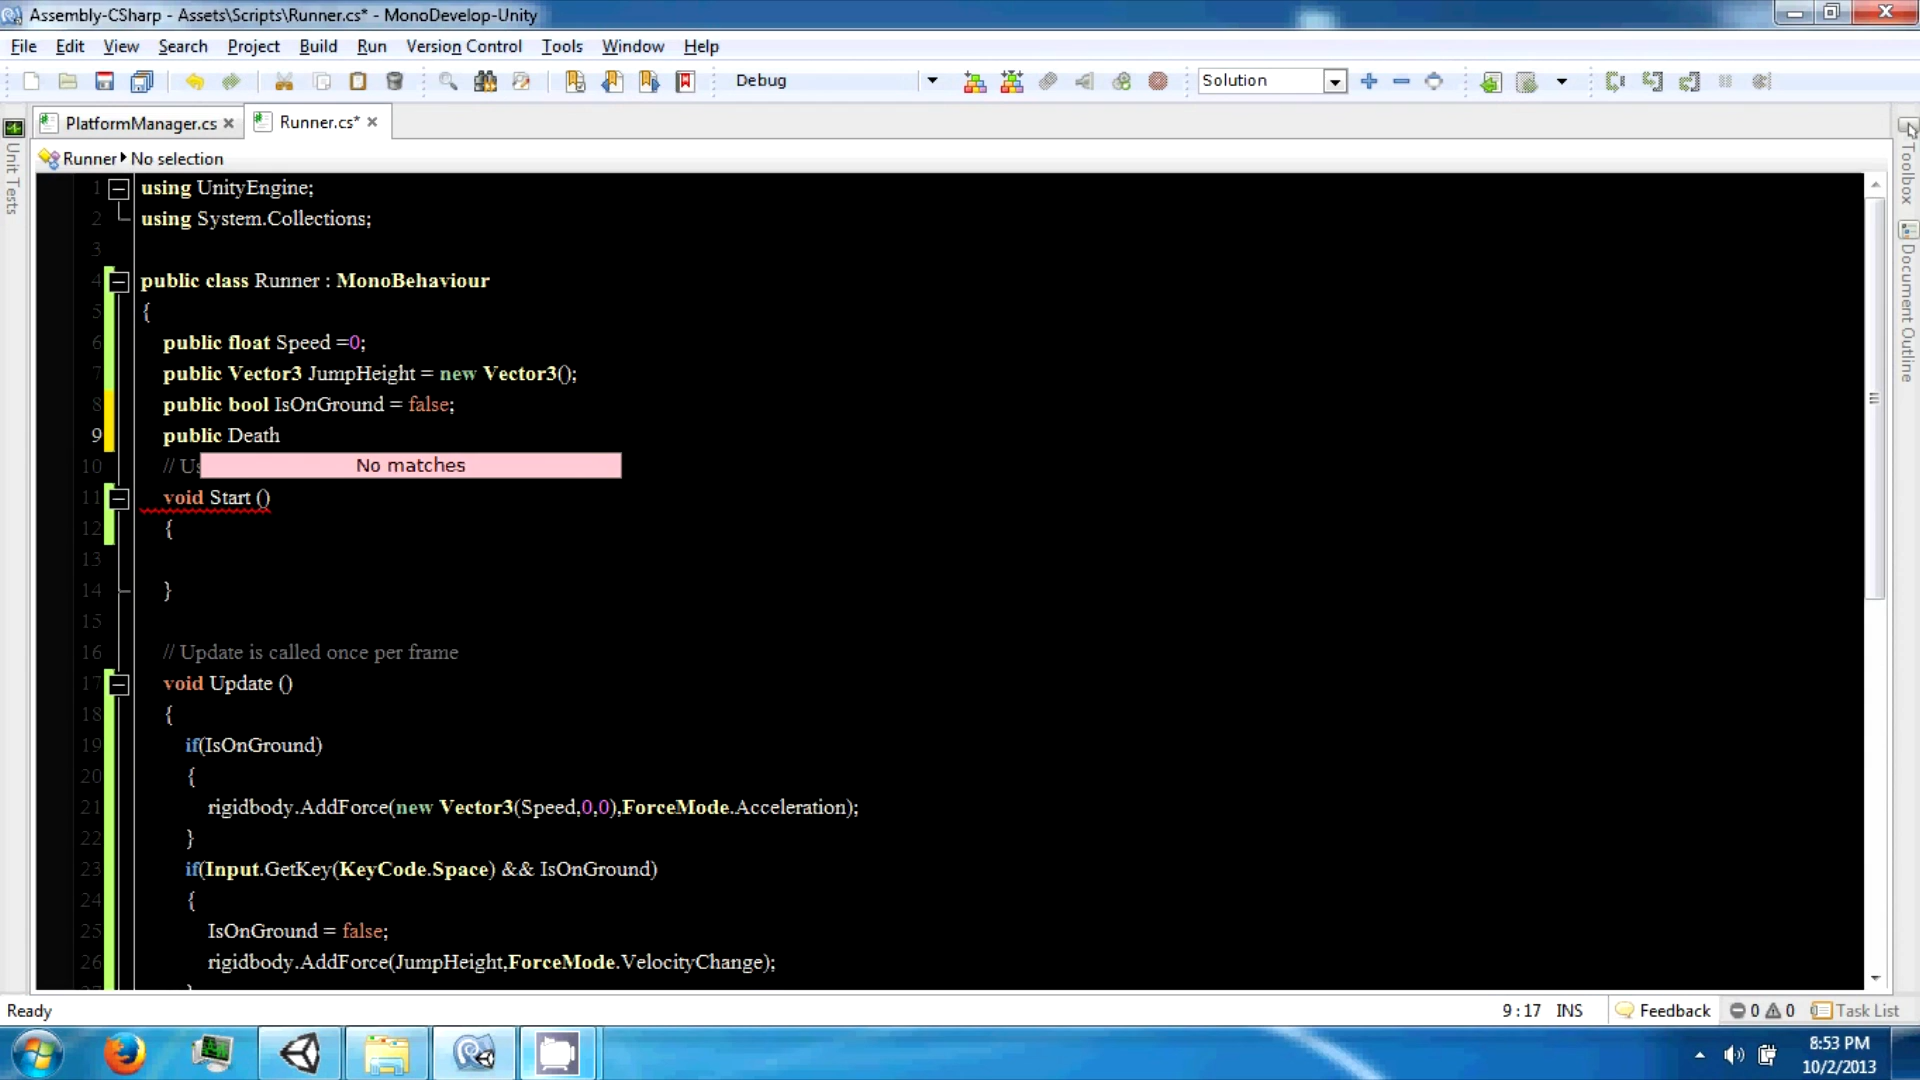 Assembly-CSharp - Assets\Scripts\Runner.cs* - MonoDevelop-Unity
File Edit View Search Project Build Run Version Control Tools Window Help
Debug Solution
PlatformManager.cs Runner.cs*
Runner No selection
Unit Tests
Toolbox
Document Outline
1 using UnityEngine;
2 using System.Collections;
3
4 public class Runner : MonoBehaviour
5 {
6 public float Speed =0;
7 public Vector3 JumpHeight = new Vector3();
8 public bool IsOnGround = false;
9 public Death
10 // Us
No matches
11 void Start ()
12 {
13
14 }
15
16 // Update is called once per frame
17 void Update ()
18 {
19 if(IsOnGround)
20 {
21 rigidbody.AddForce(new Vector3(Speed,0,0),ForceMode.Acceleration);
22 }
23 if(Input.GetKey(KeyCode.Space) && IsOnGround)
24 {
25 IsOnGround = false;
26 rigidbody.AddForce(JumpHeight,ForceMode.VelocityChange);
Ready 9 : 17 INS Feedback 0 0 Task List
8:53 PM
10/2/2013